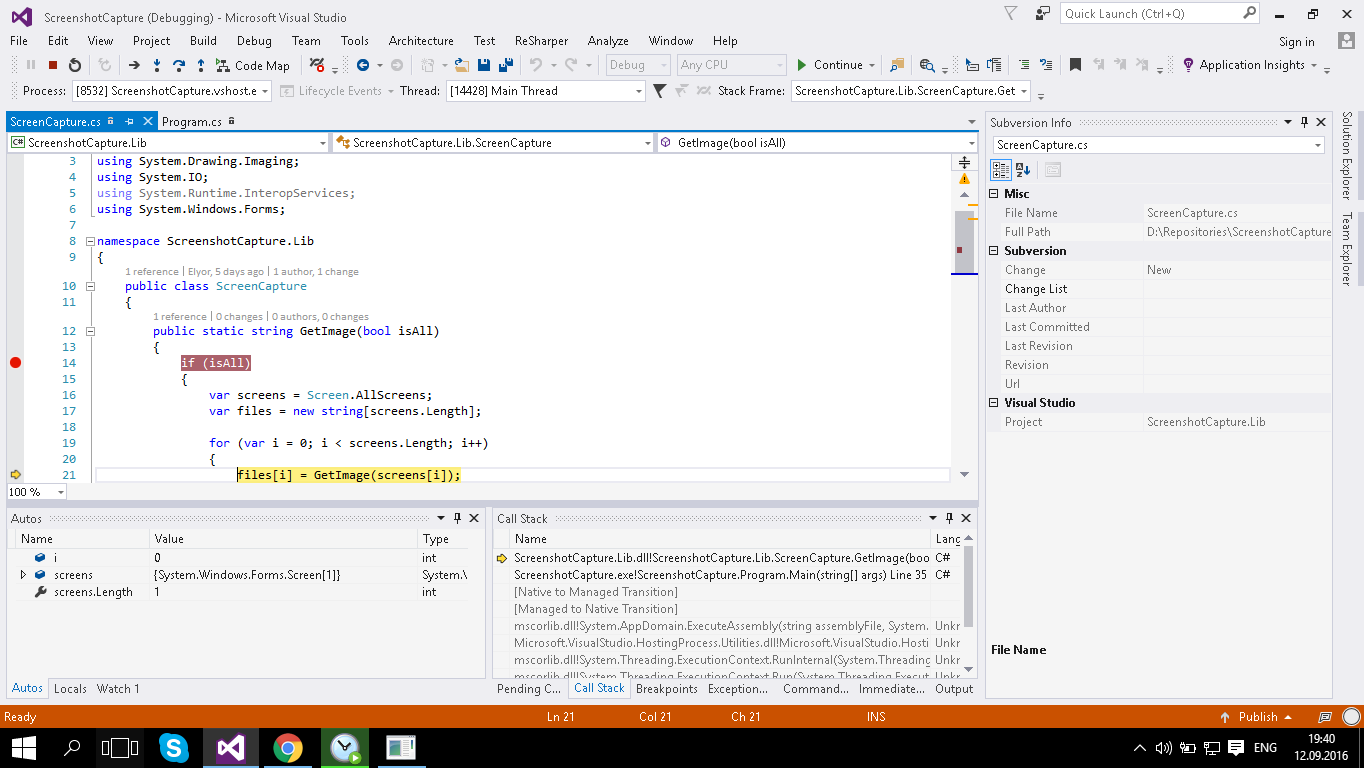 ScreenshotCapture (Debugging) - Microsoft Visual Studio
Quick Launch (Ctrl+Q)
File Edit View Project Build Debug Team Tools Architecture Test ReSharper Analyze Window Help
Sign in
Code Map Debug Any CPU Continue Application Insights
Process: [8532] ScreenshotCapture.vshost.e Lifecycle Events Thread: [14428] Main Thread Stack Frame: ScreenshotCapture.Lib.ScreenCapture.Get
ScreenCapture.cs Program.cs
C# ScreenshotCapture.Lib ScreenshotCapture.Lib.ScreenCapture GetImage(bool isAll)
3 using System.Drawing.Imaging;
4 using System.IO;
5 using System.Runtime.InteropServices;
6 using System.Windows.Forms;
7
8 namespace ScreenshotCapture.Lib
9 {
1 reference | Elyor, 5 days ago | 1 author, 1 change
10 public class ScreenCapture
11 {
1 reference | 0 changes | 0 authors, 0 changes
12 public static string GetImage(bool isAll)
13 {
14 if (isAll)
15 {
16 var screens = Screen.AllScreens;
17 var files = new string[screens.Length];
18
19 for (var i = 0; i < screens.Length; i++)
20 {
21 files[i] = GetImage(screens[i]);
100 %
Subversion Info
ScreenCapture.cs
Misc
File Name ScreenCapture.cs
Full Path D:\Repositories\ScreenshotCapture
Subversion
Change New
Change List
Last Author
Last Committed
Last Revision
Revision
Url
Visual Studio
Project ScreenshotCapture.Lib
File Name
Solution Explorer
Team Explorer
Autos
Name Value Type
i 0 int
screens {System.Windows.Forms.Screen[1]} System.\
screens.Length 1 int
Autos Locals Watch 1
Call Stack
Name Lang
ScreenshotCapture.Lib.dll!ScreenshotCapture.Lib.ScreenCapture.GetImage(boo C#
ScreenshotCapture.exe!ScreenshotCapture.Program.Main(string[] args) Line 35 C#
[Native to Managed Transition]
[Managed to Native Transition]
mscorlib.dll!System.AppDomain.ExecuteAssembly(string assemblyFile, System. Unkr
Microsoft.VisualStudio.HostingProcess.Utilities.dll!Microsoft.VisualStudio.Hosti Unkr
mscorlib.dll!System.Threading.ExecutionContext.RunInternal(System.Threading Unkr
mscorlib.dll!System.Threading.ExecutionContext.Run(System.Threading.Execut Unkr
Pending C... Call Stack Breakpoints Exception... Command... Immediate... Output
Ready Ln 21 Col 21 Ch 21 INS Publish
ENG
19:40
12.09.2016